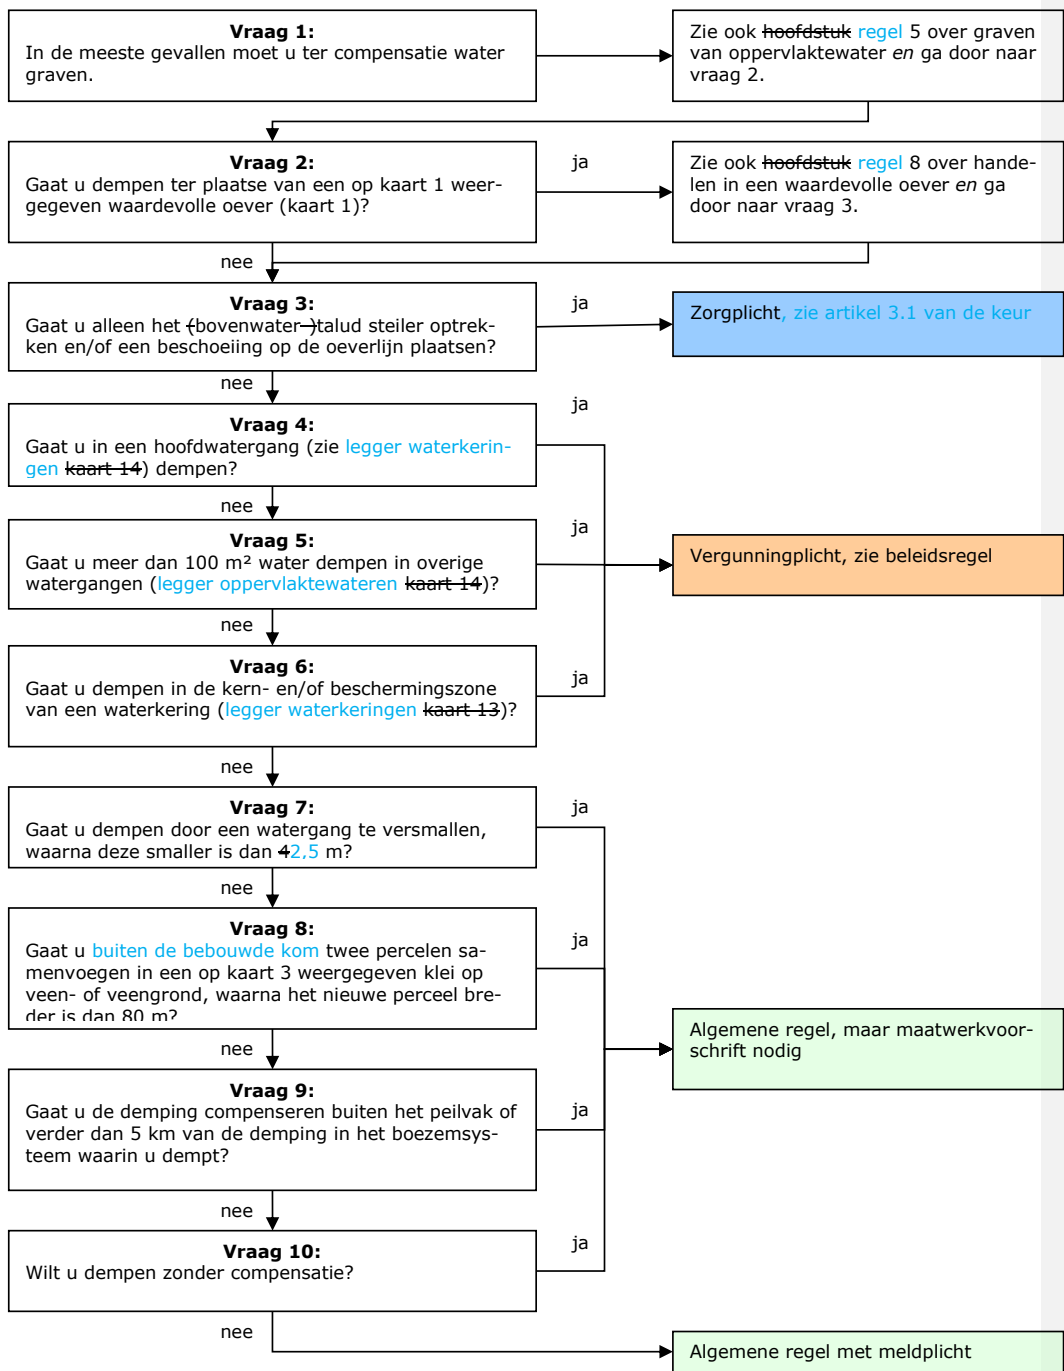 Vraag 1:
In de meeste gevallen moet u ter compensatie water
graven.
Zie ook hoofdstuk regel 5 over graven
van oppervlaktewater en ga door naar
vraag 2.
Vraag 2:
Gaat u dempen ter plaatse van een op kaart 1 weer-
gegeven waardevolle oever (kaart 1)?
ja
Zie ook hoofdstuk regel 8 over hande-
len in een waardevolle oever en ga
door naar vraag 3.
nee
Vraag 3:
Gaat u alleen het (bovenwater-)talud steiler optrek-
ken en/of een beschoeiing op de oeverlijn plaatsen?
ja
Zorgplicht, zie artikel 3.1 van de keur
nee
Vraag 4:
Gaat u in een hoofdwatergang (zie legger waterkerin-
gen kaart 14) dempen?
ja
nee
Vraag 5:
Gaat u meer dan 100 m² water dempen in overige
watergangen (legger oppervlaktewateren kaart 14)?
ja
Vergunningplicht, zie beleidsregel
nee
Vraag 6:
Gaat u dempen in de kern- en/of beschermingszone
van een waterkering (legger waterkeringen kaart 13)?
ja
nee
Vraag 7:
Gaat u dempen door een watergang te versmallen,
waarna deze smaller is dan 42,5 m?
ja
nee
Vraag 8:
Gaat u buiten de bebouwde kom twee percelen sa-
menvoegen in een op kaart 3 weergegeven klei op
veen- of veengrond, waarna het nieuwe perceel bre-
der is dan 80 m?
ja
Algemene regel, maar maatwerkvoor-
schrift nodig
nee
Vraag 9:
Gaat u de demping compenseren buiten het peilvak of
verder dan 5 km van de demping in het boezemsys-
teem waarin u dempt?
ja
nee
Vraag 10:
Wilt u dempen zonder compensatie?
ja
nee
Algemene regel met meldplicht